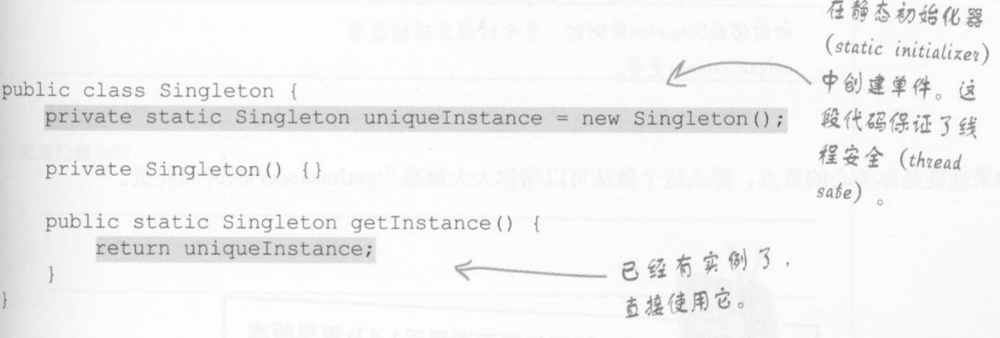 在静态初始化器
(static initializer)
中创建单件。这
段代码保证了线
程安全 (thread
safe) 。
public class Singleton {
private static Singleton uniqueInstance = new Singleton();
private Singleton() {}
public static Singleton getInstance() {
return uniqueInstance;
}
}
已经有实例了,
直接使用它。